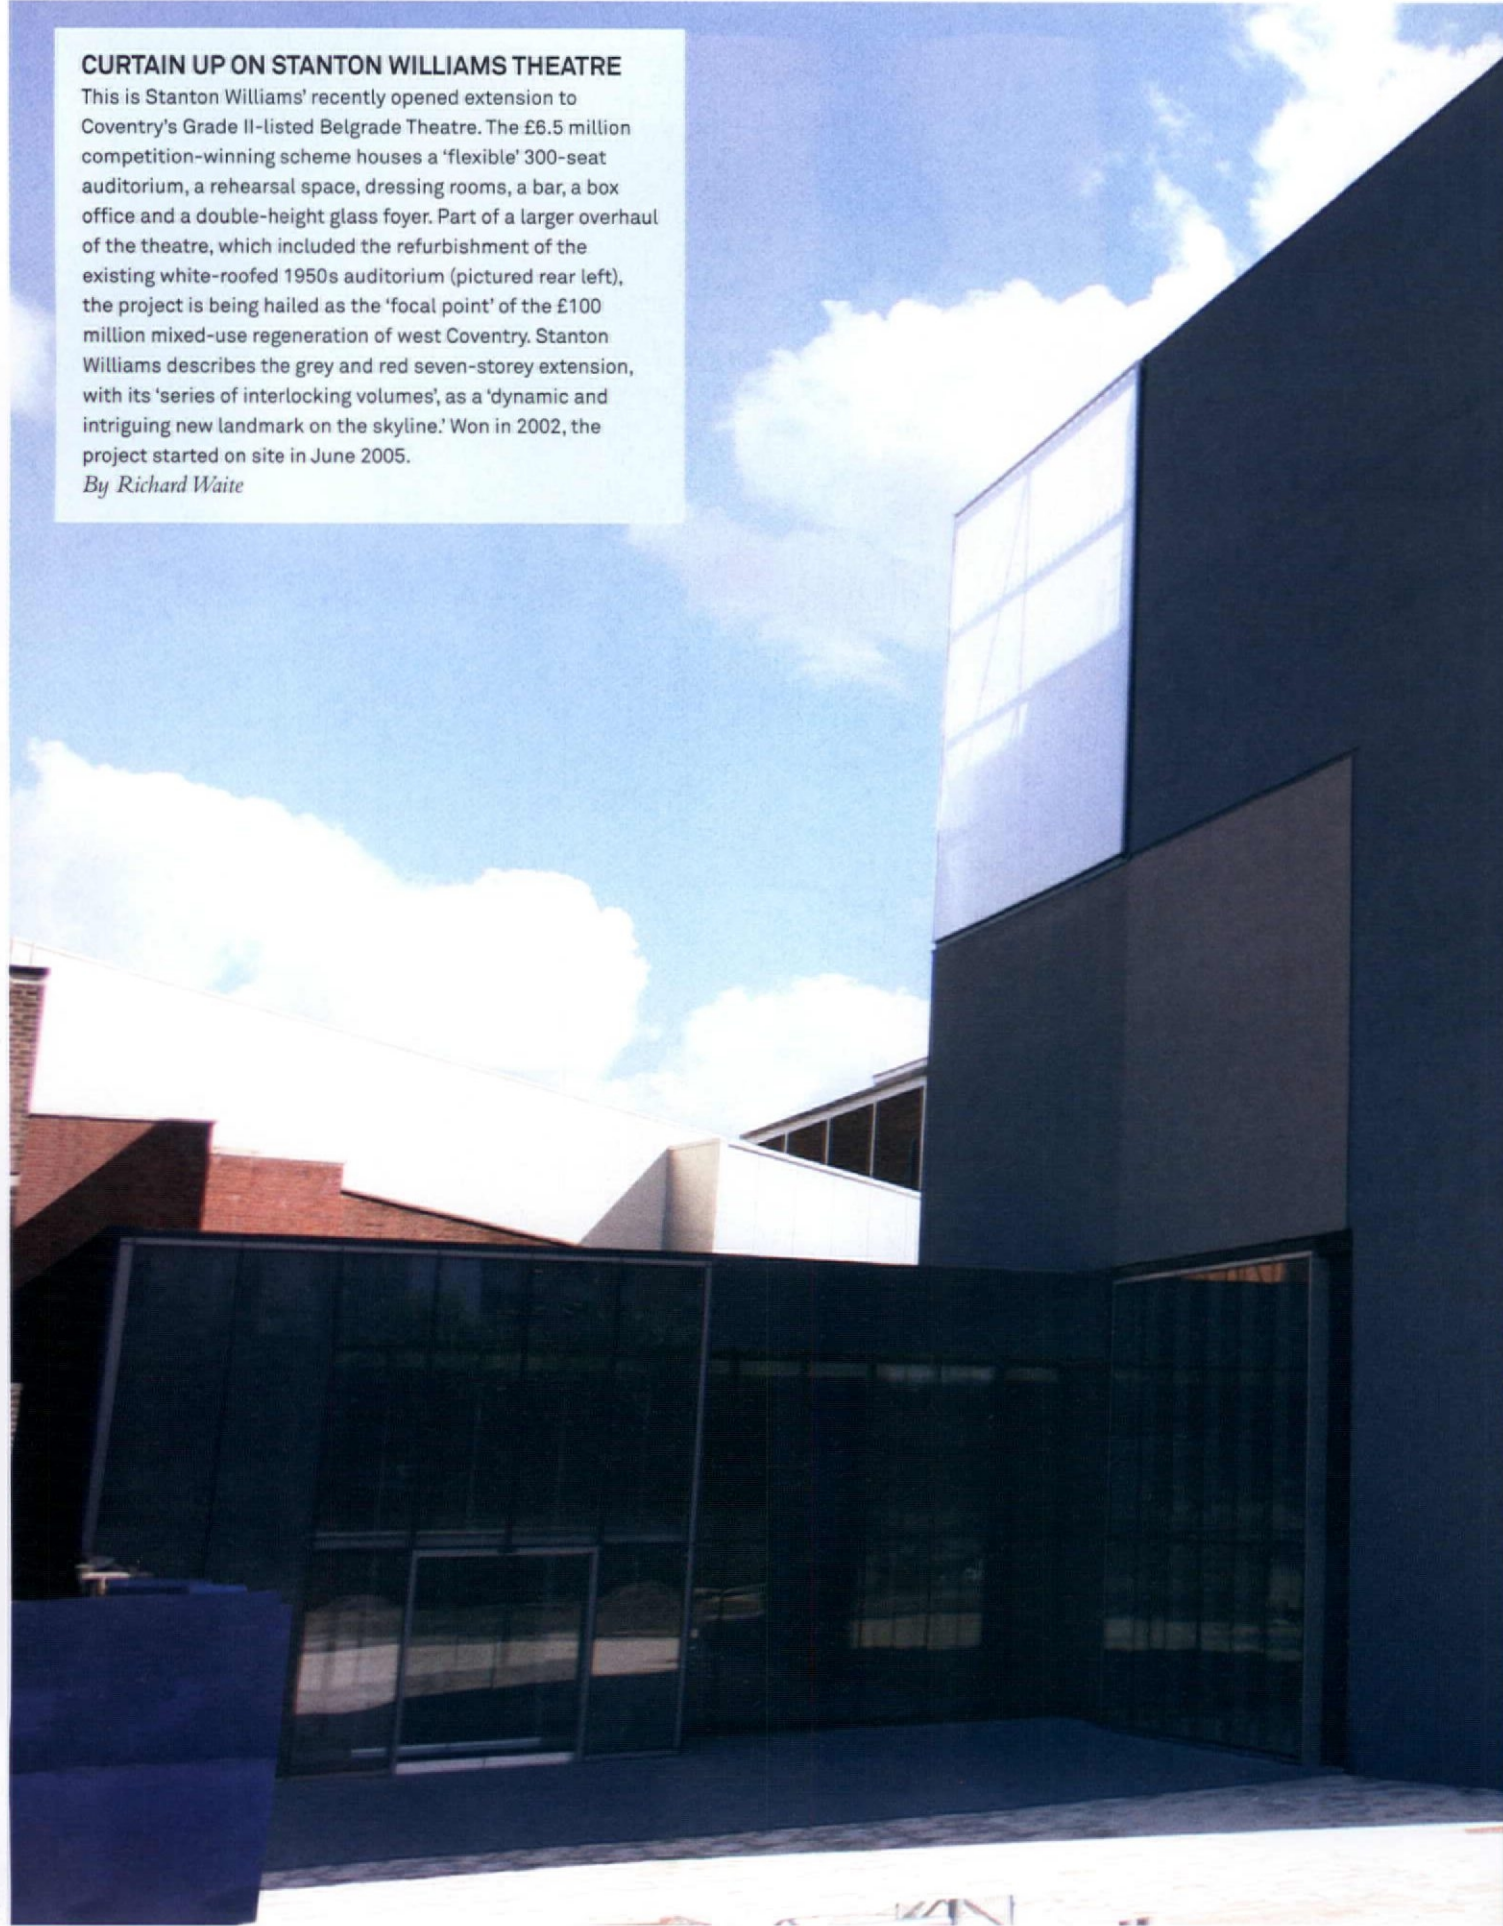 CURTAIN UP ON STANTON WILLIAMS THEATRE
This is Stanton Williams’ recently opened extension to
Coventry’s Grade II-listed Belgrade Theatre. The £6.5 million
competition-winning scheme houses a ‘flexible’ 300-seat
auditorium, a rehearsal space, dressing rooms, a bar, a box
office and a double-height glass foyer. Part of a larger overhaul
of the theatre, which included the refurbishment of the
existing white-roofed 1950s auditorium (pictured rear left),
the project is being hailed as the ‘focal point’ of the £100
million mixed-use regeneration of west Coventry. Stanton
Williams describes the grey and red seven-storey extension,
with its ‘series of interlocking volumes’, as a ‘dynamic and
intriguing new landmark on the skyline.’ Won in 2002, the
project started on site in June 2005.
By Richard Waite